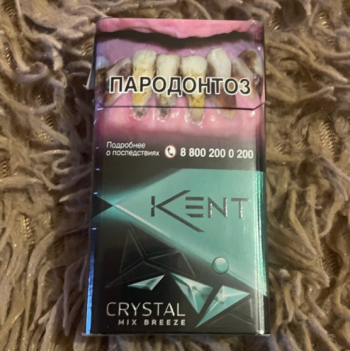 ПАРОДОНТОЗ
Подробнее
о последствиях 8 800 200 0 200
KENT
CRYSTAL
MIX BREEZE